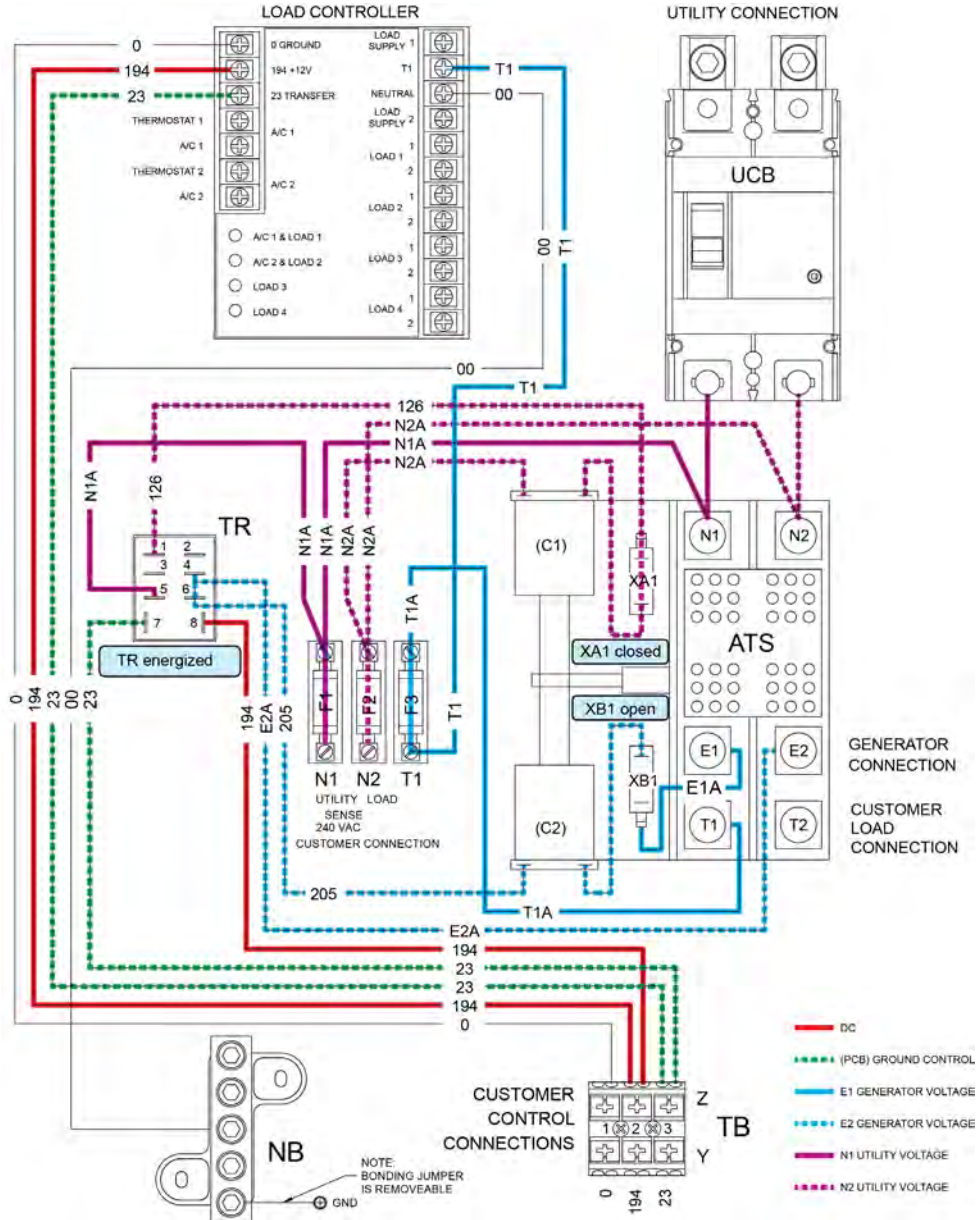 LOAD CONTROLLER
UTILITY CONNECTION
0
0 GROUND
LOAD
SUPPLY 1
194
194 +12V
T1
T1
23
23 TRANSFER
NEUTRAL
00
THERMOSTAT 1
A/C 1
LOAD
SUPPLY 2
A/C 1
1
LOAD 1
THERMOSTAT 2
2
A/C 2
A/C 2
1
LOAD 2
2
A/C 1 & LOAD 1
1
LOAD 3
A/C 2 & LOAD 2
2
LOAD 3
1
LOAD 4
LOAD 4
2
UCB
00
T1
00
T1
126
N2A
N1A
N2A
N1A
126
TR
1
2
3
4
5
6
7
8
TR energized
N1A
N1A
N2A
N2A
T1A
(C1)
XA1
N1
N2
ATS
XA1 closed
XB1 open
0
194
23
00
23
194
E2A
205
F1
F2
F3
T1
N1
N2
T1
UTILITY
SENSE
240 VAC
LOAD
CUSTOMER CONNECTION
(C2)
XB1
E1
E2
E1A
T1
T2
GENERATOR
CONNECTION
CUSTOMER
LOAD
CONNECTION
205
T1A
E2A
194
23
23
194
0
DC
(PCB) GROUND CONTROL
E1 GENERATOR VOLTAGE
E2 GENERATOR VOLTAGE
N1 UTILITY VOLTAGE
N2 UTILITY VOLTAGE
CUSTOMER
CONTROL
CONNECTIONS
1
2
3
Z
Y
TB
0
194
23
NB
NOTE:
BONDING JUMPER
IS REMOVEABLE
GND